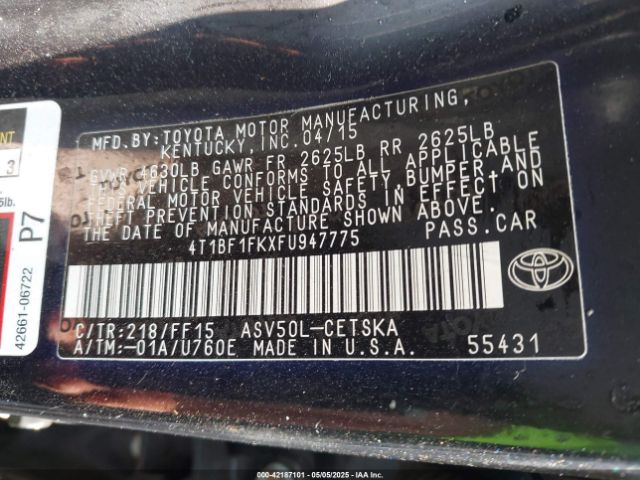 MFD.BY:TOYOTA MOTOR MANUFACTURING,
KENTUCKY, INC. 04/15
GVWR 4630LB GAWR FR 2625LB RR 2625LB
VEHICLE CONFORMS TO ALL APPLICABLE
FEDERAL MOTOR VEHICLE SAFETY, BUMPER AND
THEFT PREVENTION STANDARDS IN EFFECT ON
THE DATE OF MANUFACTURE SHOWN ABOVE.
4T1BF1FKXFU947775 PASS.CAR
TOYOTA
C/TR:218/FF15 ASV50L-CETSKA
A/TM:-01A/U760E MADE IN U.S.A. 55431
3
lb.
P7
42661-06722
000-42187101 - 05/05/2025 - IAA Inc.